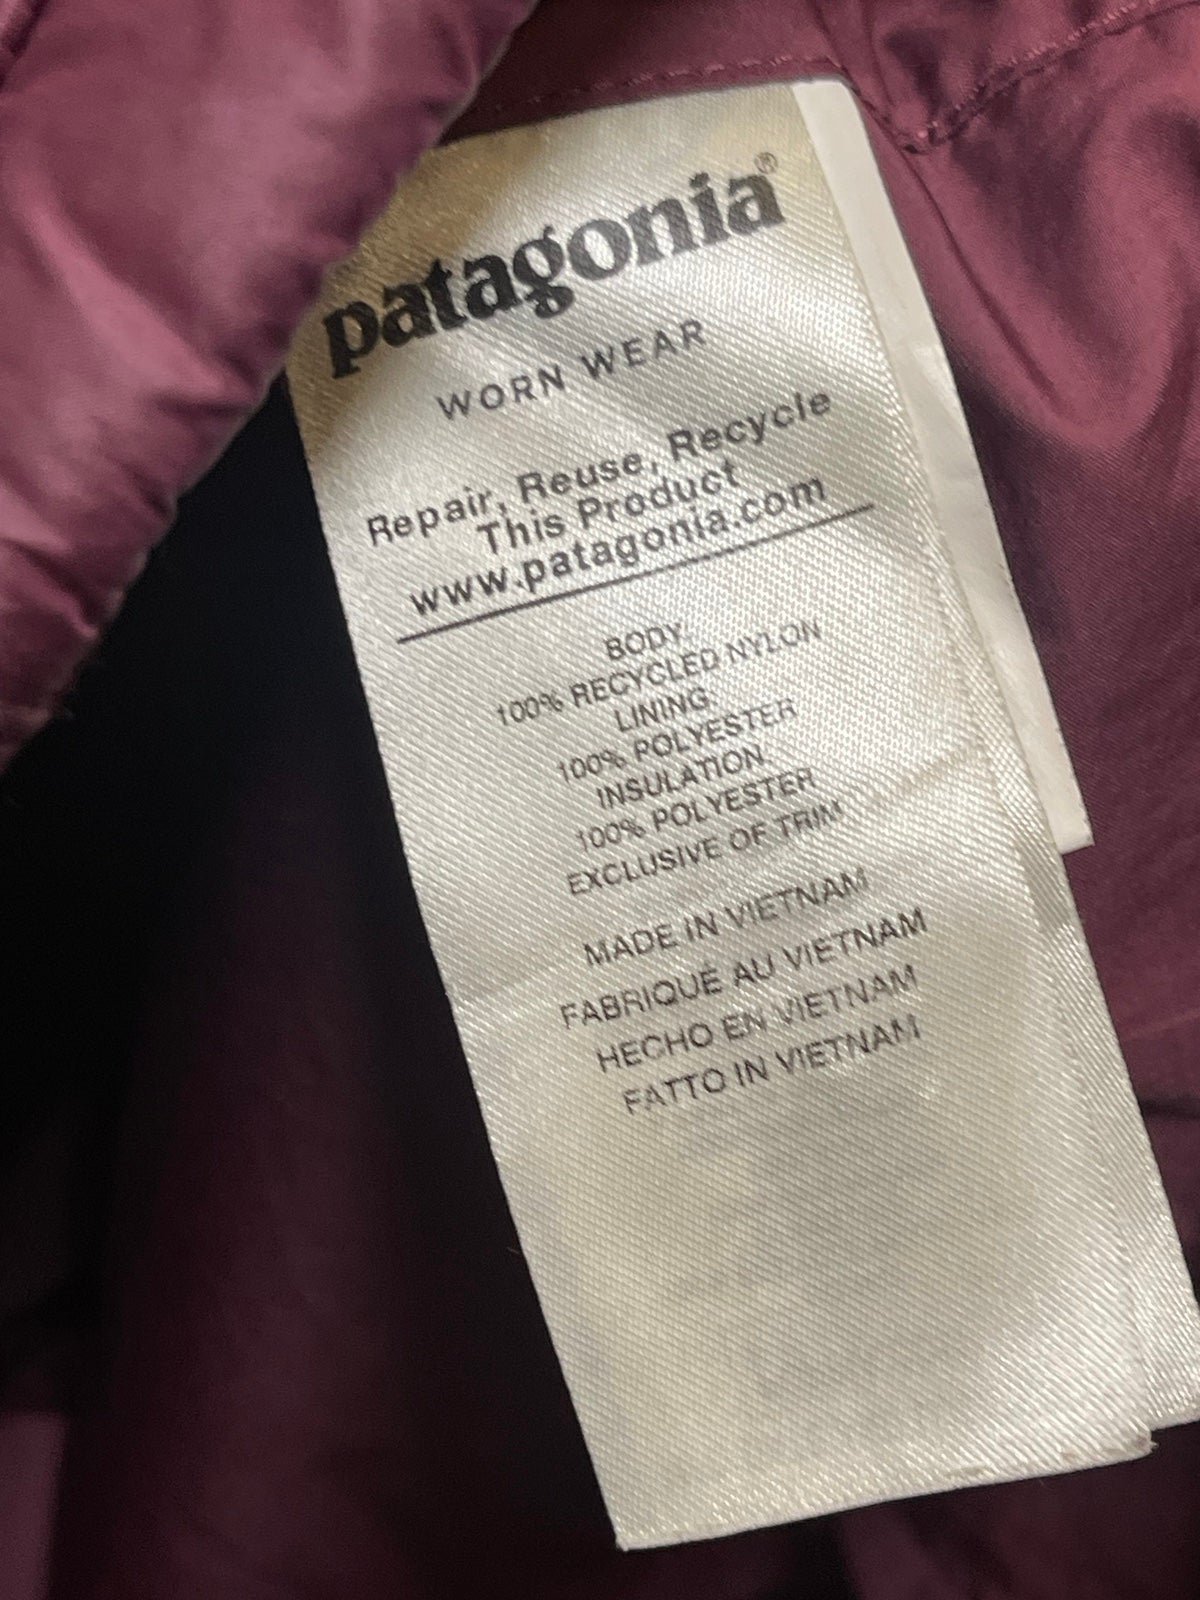 patagonia®
WORN WEAR
Repair, Reuse, Recycle
This Product
www.patagonia.com
BODY:
100% RECYCLED NYLON
LINING:
100% POLYESTER
INSULATION:
100% POLYESTER
EXCLUSIVE OF TRIM
MADE IN VIETNAM
FABRIQUÉ AU VIETNAM
HECHO EN VIETNAM
FATTO IN VIETNAM